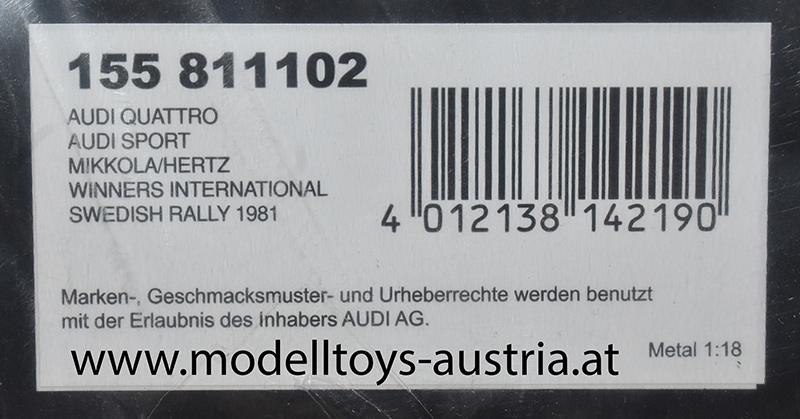 155 811102
AUDI QUATTRO
AUDI SPORT
MIKKOLA/HERTZ
WINNERS INTERNATIONAL
SWEDISH RALLY 1981
4 012138 142190
Marken-, Geschmacksmuster- und Urheberrechte werden benutzt
mit der Erlaubnis des Inhabers AUDI AG.
www.modelltoys-austria.at
Metal 1:18